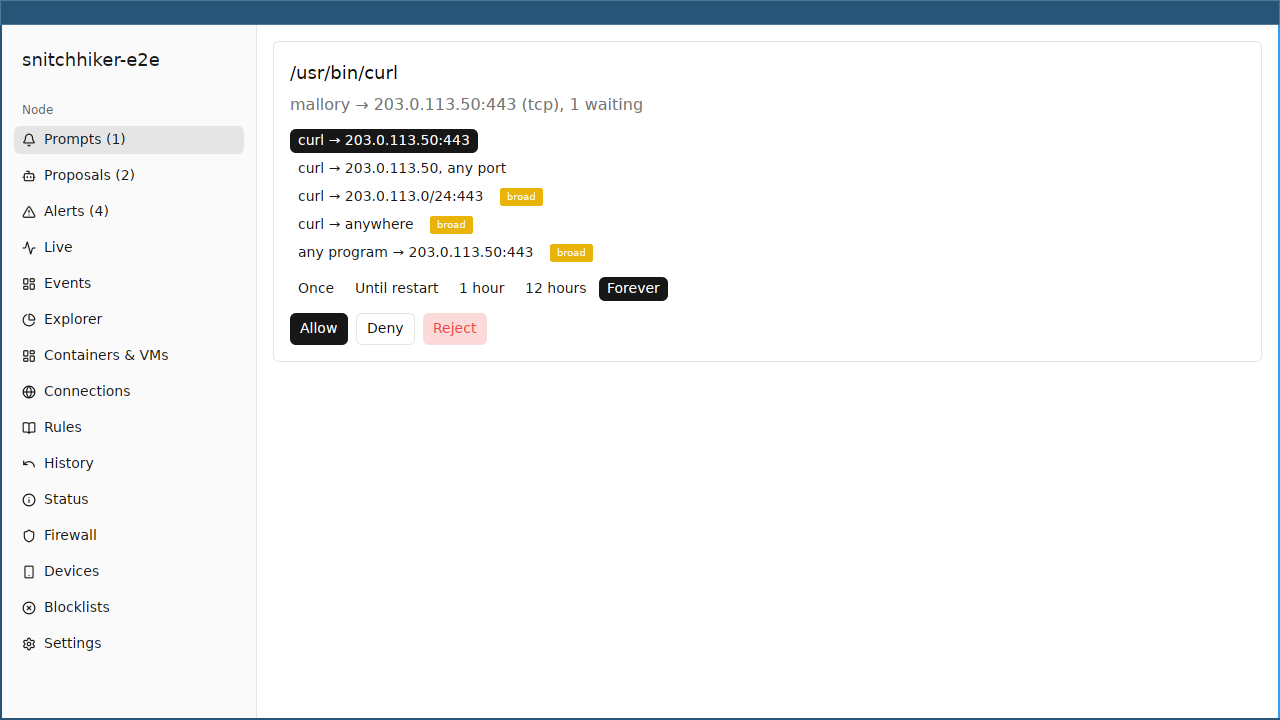 snitchhiker-e2e
Node
Prompts (1)
Proposals (2)
Alerts (4)
Live
Events
Explorer
Containers & VMs
Connections
Rules
History
Status
Firewall
Devices
Blocklists
Settings
/usr/bin/curl
mallory → 203.0.113.50:443 (tcp), 1 waiting
curl → 203.0.113.50:443
curl → 203.0.113.50, any port
curl → 203.0.113.0/24:443 broad
curl → anywhere broad
any program → 203.0.113.50:443 broad
Once Until restart 1 hour 12 hours Forever
Allow Deny Reject